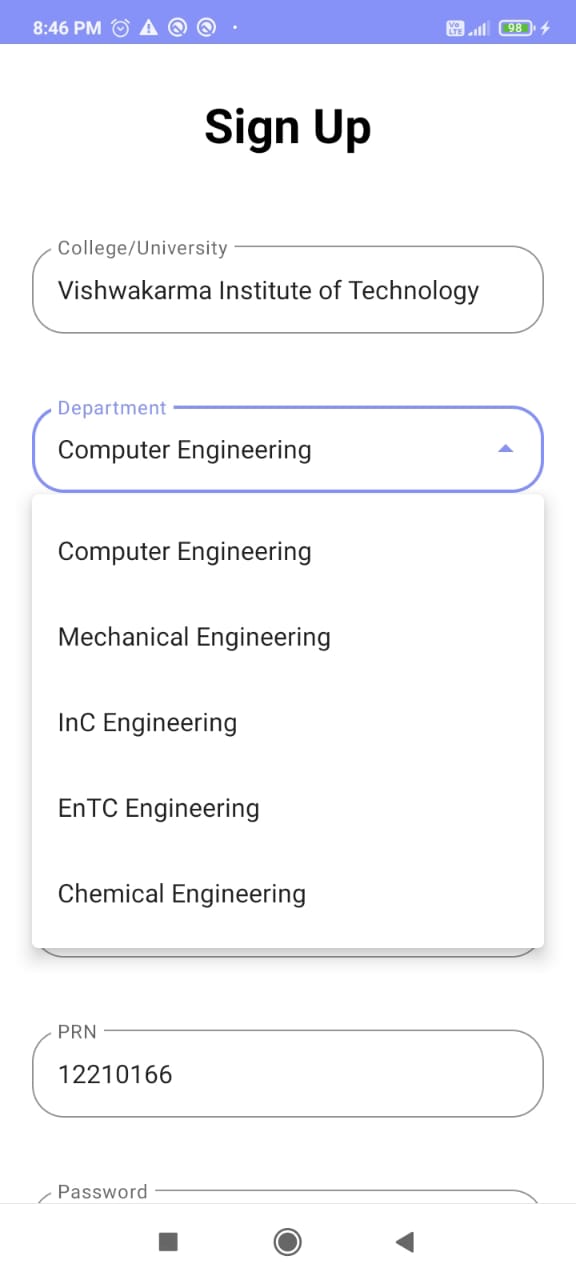 8:46 PM
Vo LTE
98
Sign Up
College/University
Vishwakarma Institute of Technology
Department
Computer Engineering
Computer Engineering
Mechanical Engineering
InC Engineering
EnTC Engineering
Chemical Engineering
PRN
12210166
Password